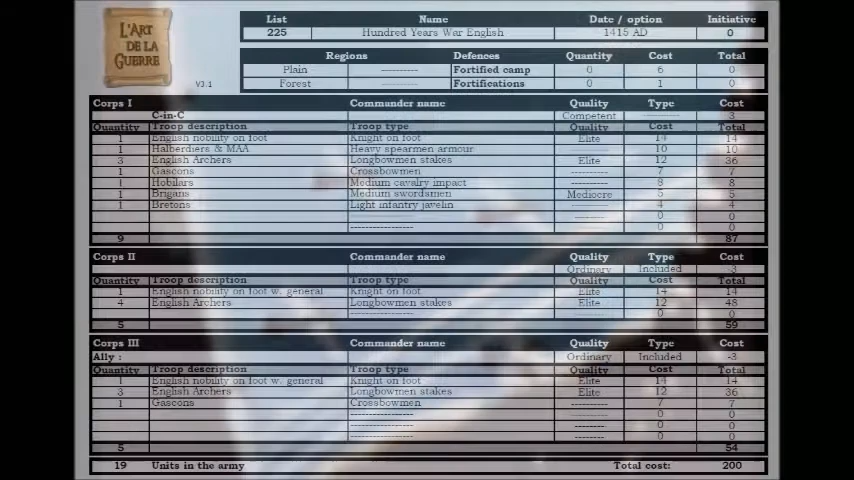 L'ART DE LA GUERRE
V3.1
List Name Date / option Initiative
225 Hundred Years War English 1415 AD 0
Regions Defences Quantity Cost Total
Plain ---------- Fortified camp 0 6 0
Forest ---------- Fortifications 0 1 0
Corps I Commander name Quality Type Cost
C-in-C Competent ---------- 3
Quantity Troop description Troop type Quality Cost Total
1 English nobility on foot Knight on foot Elite 14 14
1 Halberdiers & MAA Heavy spearmen armour ---------- 10 10
3 English Archers Longbowmen stakes Elite 12 36
1 Gascons Crossbowmen ---------- 7 7
1 Hobilars Medium cavalry impact ---------- 8 8
1 Brigans Medium swordsmen Mediocre 5 5
1 Bretons Light infantry javelin ---------- 4 4
---------------- -------- 0 0
---------------- -------- 0 0
9 87
Corps II Commander name Quality Type Cost
Ordinary Included -3
Quantity Troop description Troop type Quality Cost Total
1 English nobility on foot w. general Knight on foot Elite 14 14
4 English Archers Longbowmen stakes Elite 12 48
---------------- -------- 0 0
5 59
Corps III Commander name Quality Type Cost
Ally : Ordinary Included -3
Quantity Troop description Troop type Quality Cost Total
1 English nobility on foot w. general Knight on foot Elite 14 14
3 English Archers Longbowmen stakes Elite 12 36
1 Gascons Crossbowmen ---------- 7 7
---------------- -------- 0 0
---------------- -------- 0 0
---------------- -------- 0 0
5 54
19 Units in the army Total cost: 200